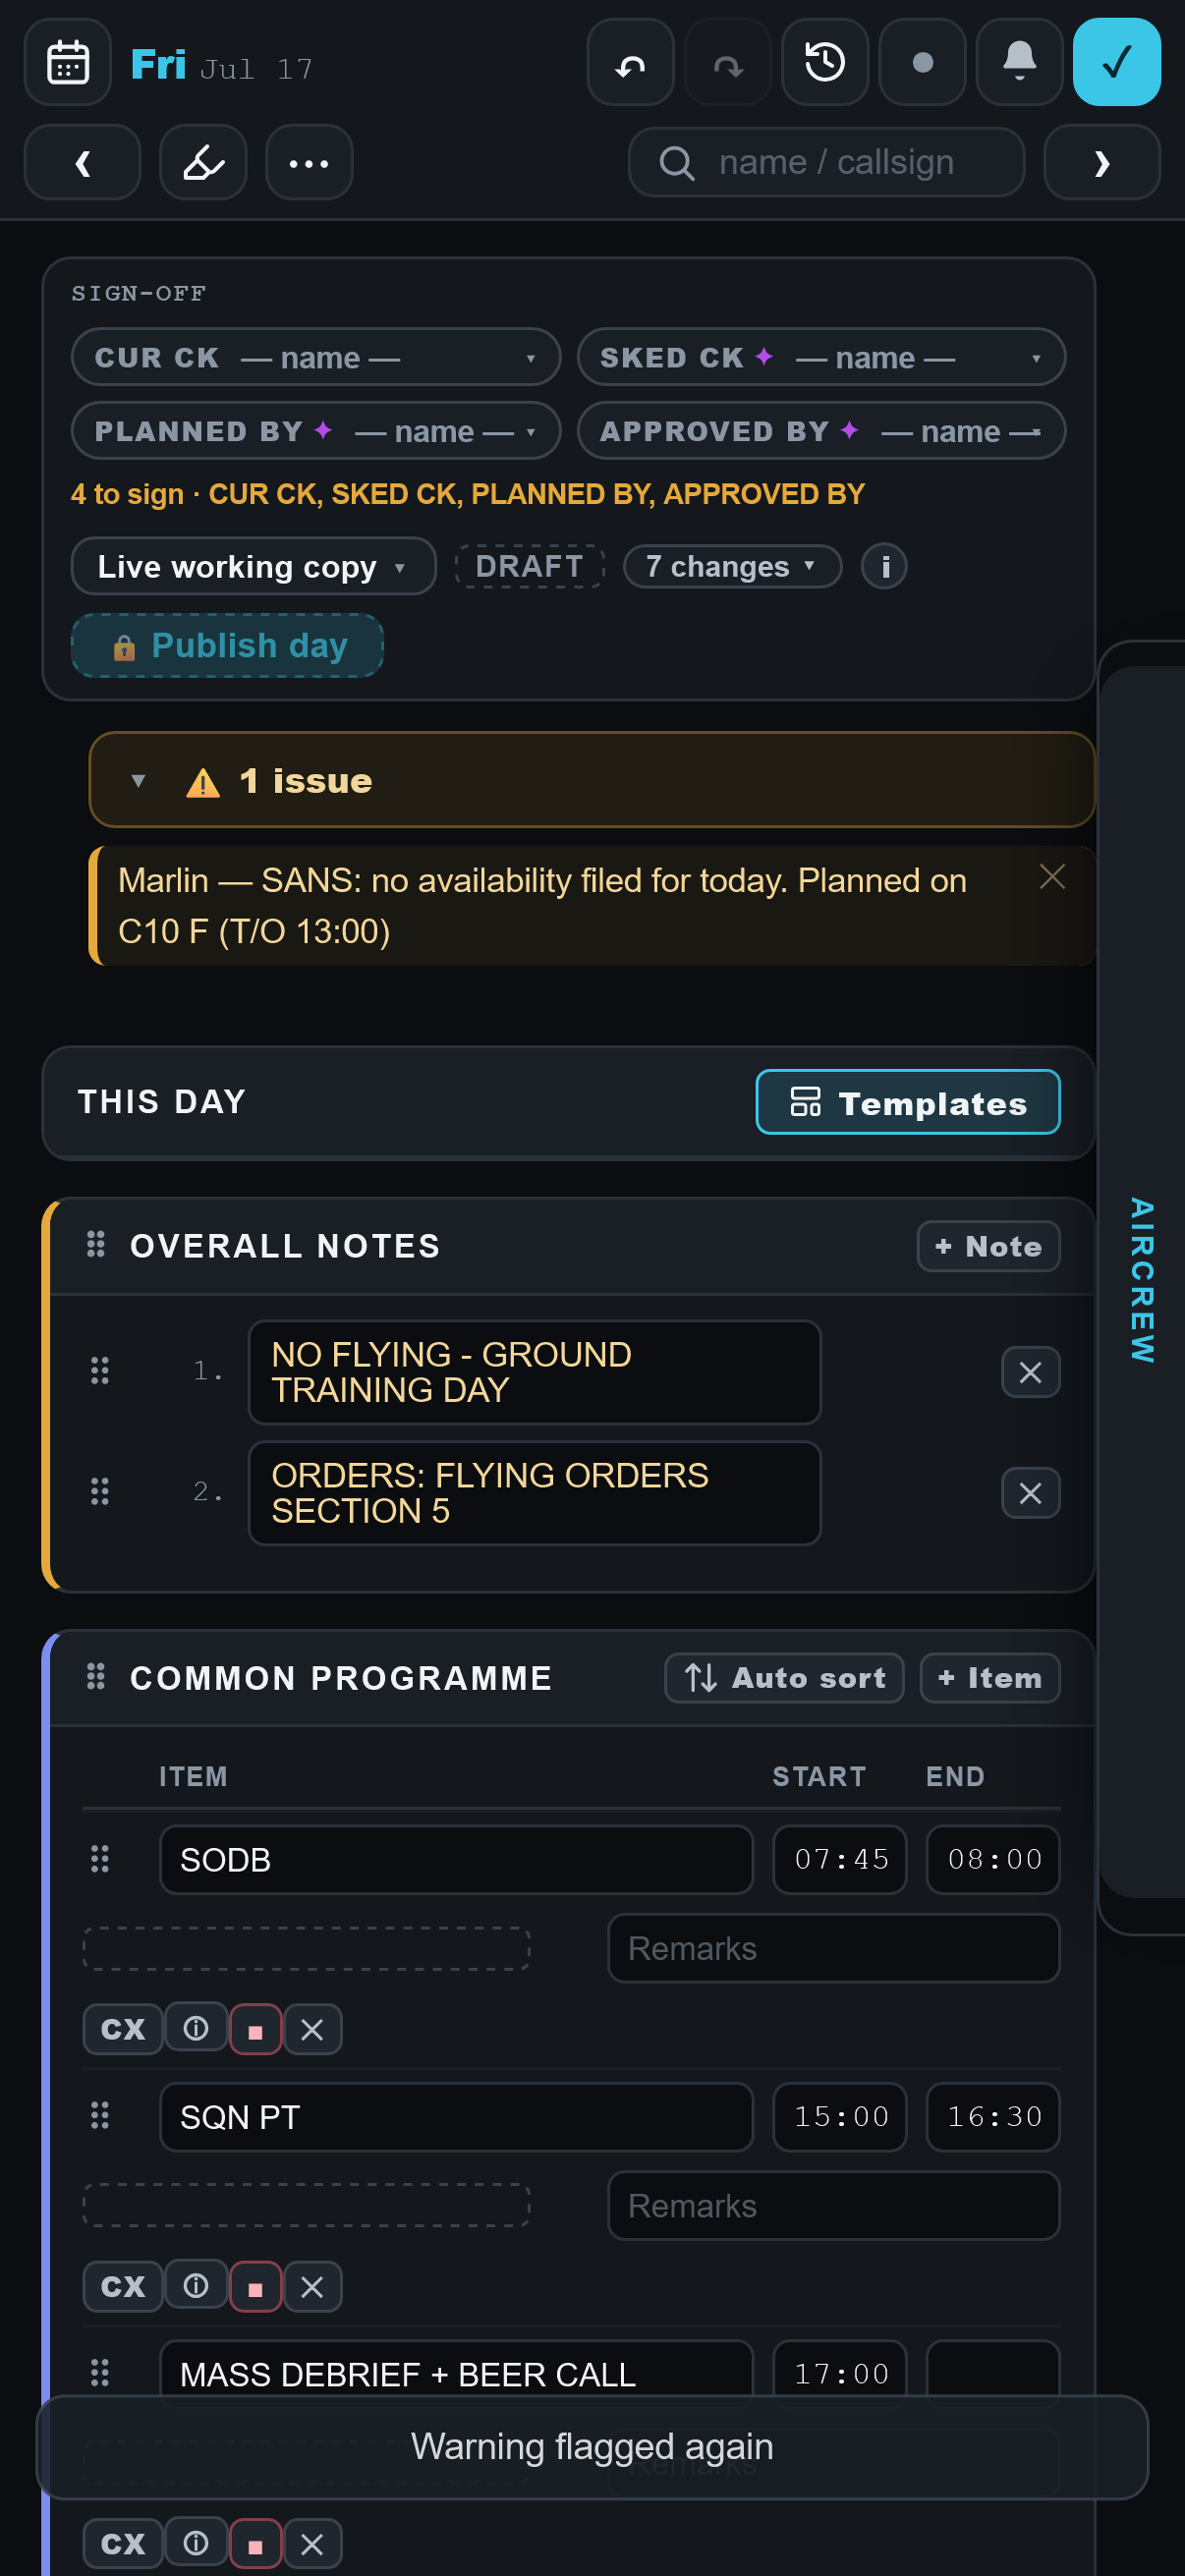 Fri Jul 17
name / callsign
SIGN-OFF
CUR CK — name —
SKED CK ✦ — name —
PLANNED BY ✦ — name —
APPROVED BY ✦ — name —
4 to sign · CUR CK, SKED CK, PLANNED BY, APPROVED BY
Live working copy
DRAFT
7 changes
i
Publish day
1 issue
Marlin — SANS: no availability filed for today. Planned on
C10 F (T/O 13:00)
THIS DAY
Templates
AIRCREW
OVERALL NOTES
+ Note
1.
NO FLYING - GROUND
TRAINING DAY
2.
ORDERS: FLYING ORDERS
SECTION 5
COMMON PROGRAMME
Auto sort
+ Item
ITEM START END
SODB 07:45 08:00
Remarks
CX
SQN PT 15:00 16:30
Remarks
CX
MASS DEBRIEF + BEER CALL 17:00
Remarks
Warning flagged again
CX